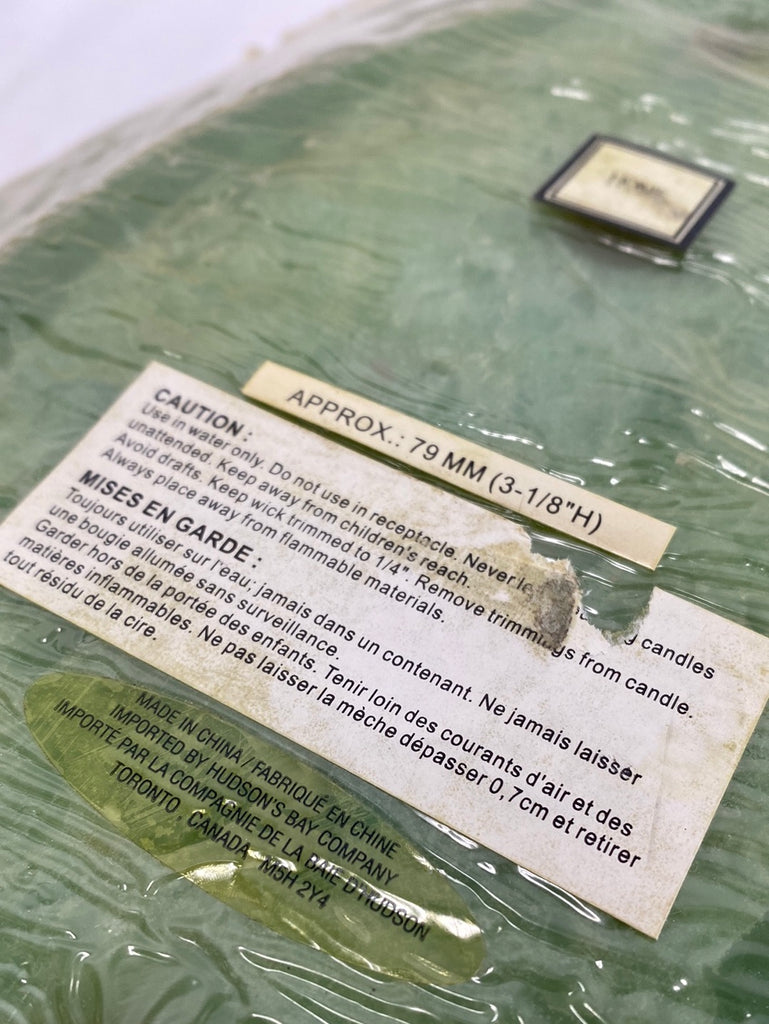 APPROX.: 79 MM (3-1/8"H)
CAUTION :
Use in water only. Do not use in receptacle. Never le
unattended. Keep away from children's reach. candles
Avoid drafts. Keep wick trimmed to 1/4". Remove trimmings from candle.
Always place away from flammable materials.
MISES EN GARDE :
Toujours utiliser sur l'eau: jamais dans un contenant. Ne jamais laisser
une bougie allumée sans surveillance.
Garder hors de la portée des enfants. Tenir loin des courants d'air et des
matières inflammables. Ne pas laisser la mèche dépasser 0,7cm et retirer
tout résidu de la cire.
MADE IN CHINA / FABRIQUÉ EN CHINE
IMPORTED BY HUDSON'S BAY COMPANY
IMPORTÉ PAR LA COMPAGNIE DE LA BAIE D'HUDSON
TORONTO , CANADA M5H 2Y4